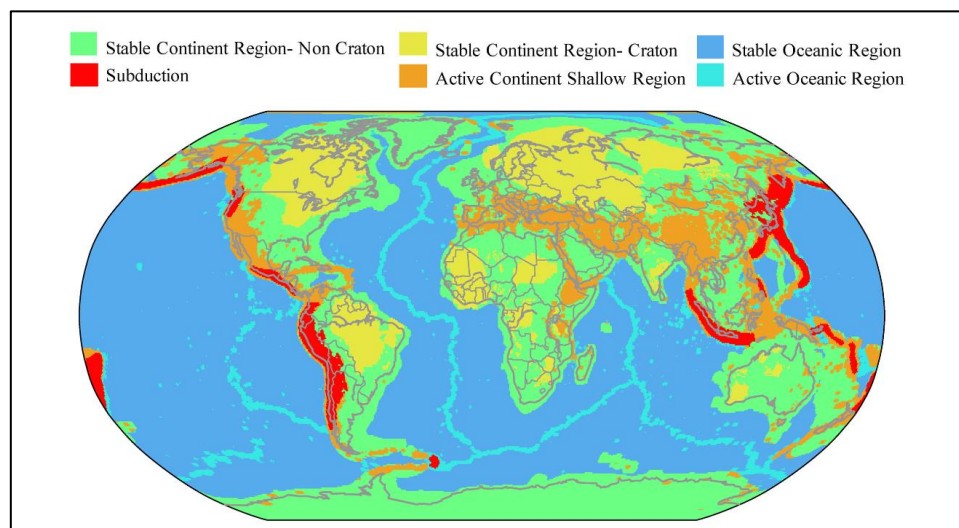 Stable Continent Region- Non Craton
Stable Continent Region- Craton
Stable Oceanic Region
Subduction
Active Continent Shallow Region
Active Oceanic Region